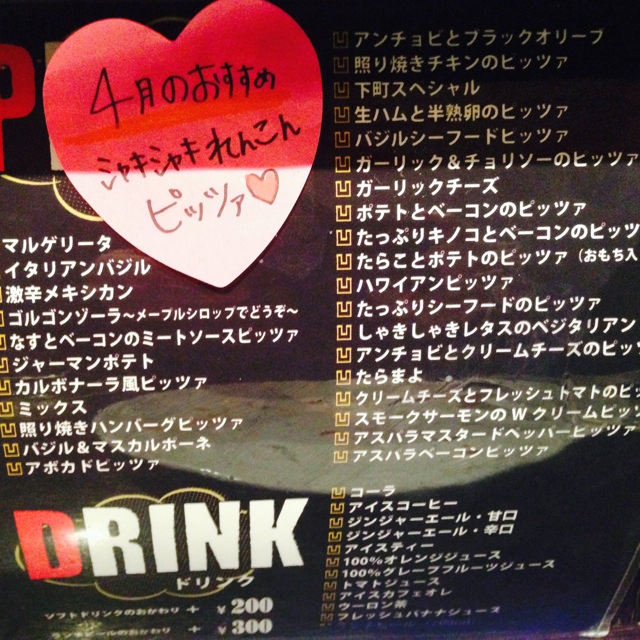 P
4月のおすすめ
シャキシャキれんこん
ピッツァ
マルゲリータ
イタリアンバジル
激辛メキシカン
ゴルゴンゾーラ〜メープルシロップでどうぞ〜
なすとベーコンのミートソースピッツァ
ジャーマンポテト
カルボナーラ風ピッツァ
ミックス
照り焼きハンバーグピッツァ
バジル&マスカルポーネ
アボカドピッツァ
アンチョビとブラックオリーブ
照り焼きチキンのピッツァ
下町スペシャル
生ハムと半熟卵のピッツァ
バジルシーフードピッツァ
ガーリック&チョリソーのピッツァ
ガーリックチーズ
ポテトとベーコンのピッツァ
たっぷりキノコとベーコンのピッツ
たらことポテトのピッツァ(おもち入
ハワイアンピッツァ
たっぷりシーフードのピッツァ
しゃきしゃきレタスのベジタリアン
アンチョビとクリームチーズのピッ
たらまよ
クリームチーズとフレッシュトマトのピッ
スモークサーモンのWクリームピッ
アスパラマスタードペッパーピッツァ
アスパラベーコンピッツァ
DRINK
ドリンク
ソフトドリンクのおかわり + ¥200
のおかわり + ¥300
コーラ
アイスコーヒー
ジンジャーエール・甘口
ジンジャーエール・辛口
アイスティー
100%オレンジジュース
100%グレープフルーツジュース
トマトジュース
アイスカフェオレ
ウーロン茶
フレッシュバナナジュース